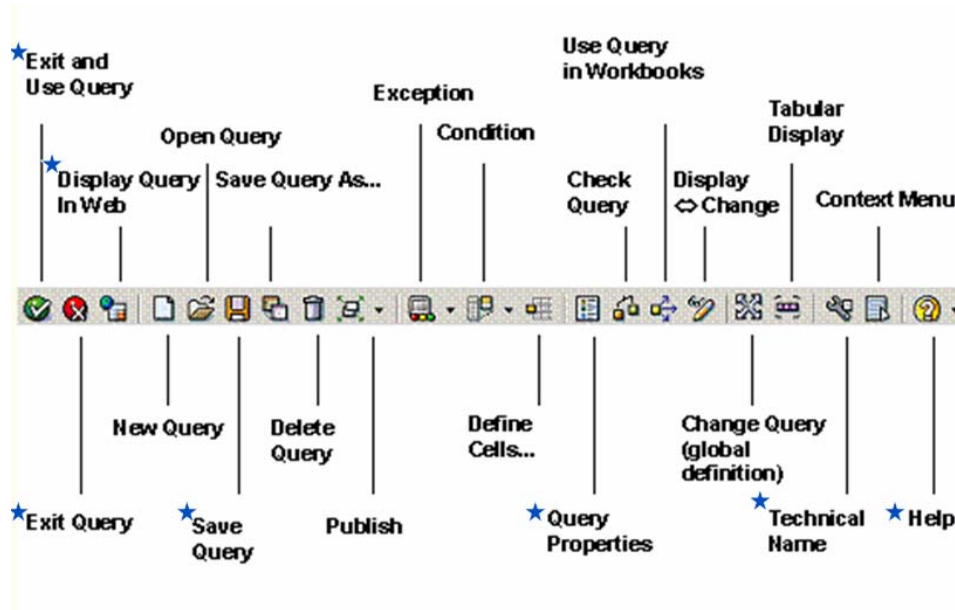 Exit and
Use Query
Use Query
in Workbooks
Exception
Tabular
Display
Open Query
Condition
Display Query
In Web
Save Query As...
Check
Query
Display
⇔ Change
Context Menu
New Query
Delete
Query
Define
Cells...
Change Query
(global
definition)
Exit Query
Save
Query
Publish
Query
Properties
Technical
Name
Help